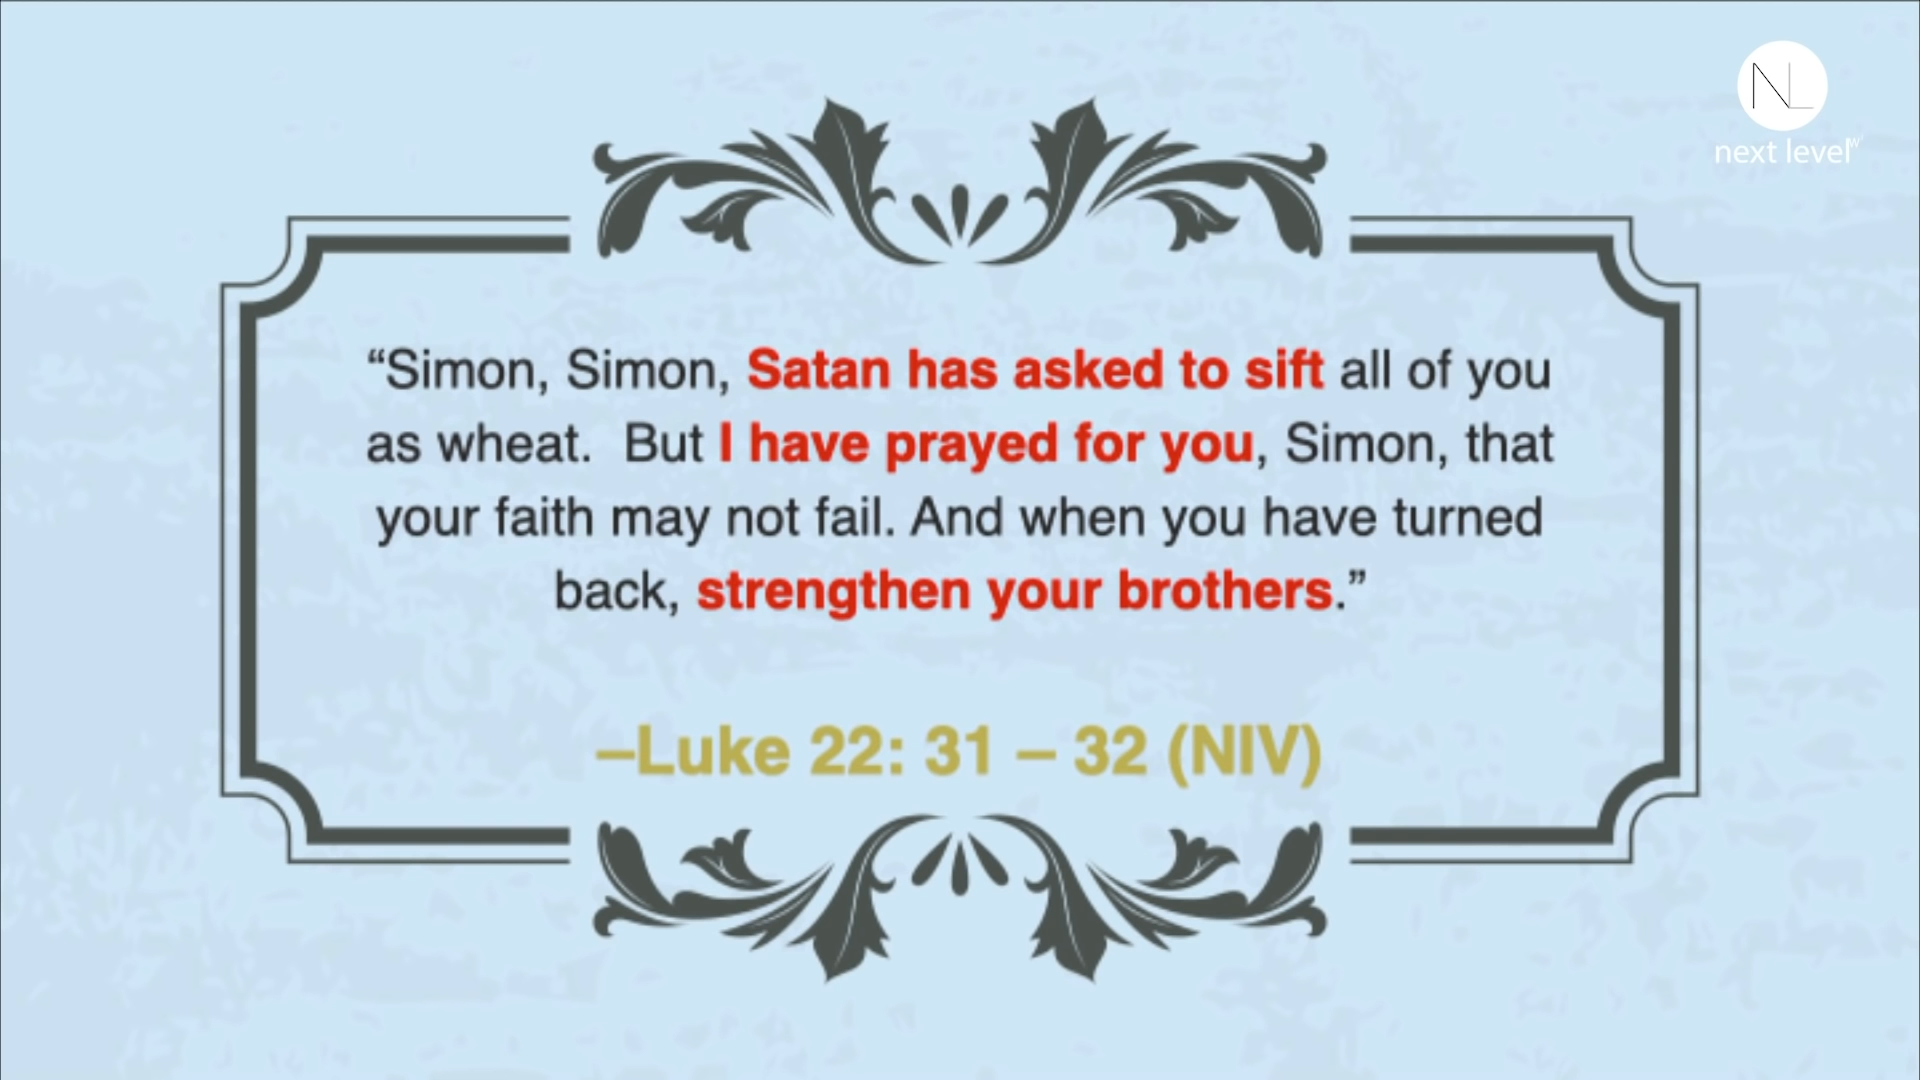 NL
next level
“Simon, Simon, Satan has asked to sift all of you
as wheat.  But I have prayed for you, Simon, that
your faith may not fail. And when you have turned
back, strengthen your brothers.”
–Luke 22: 31 – 32 (NIV)